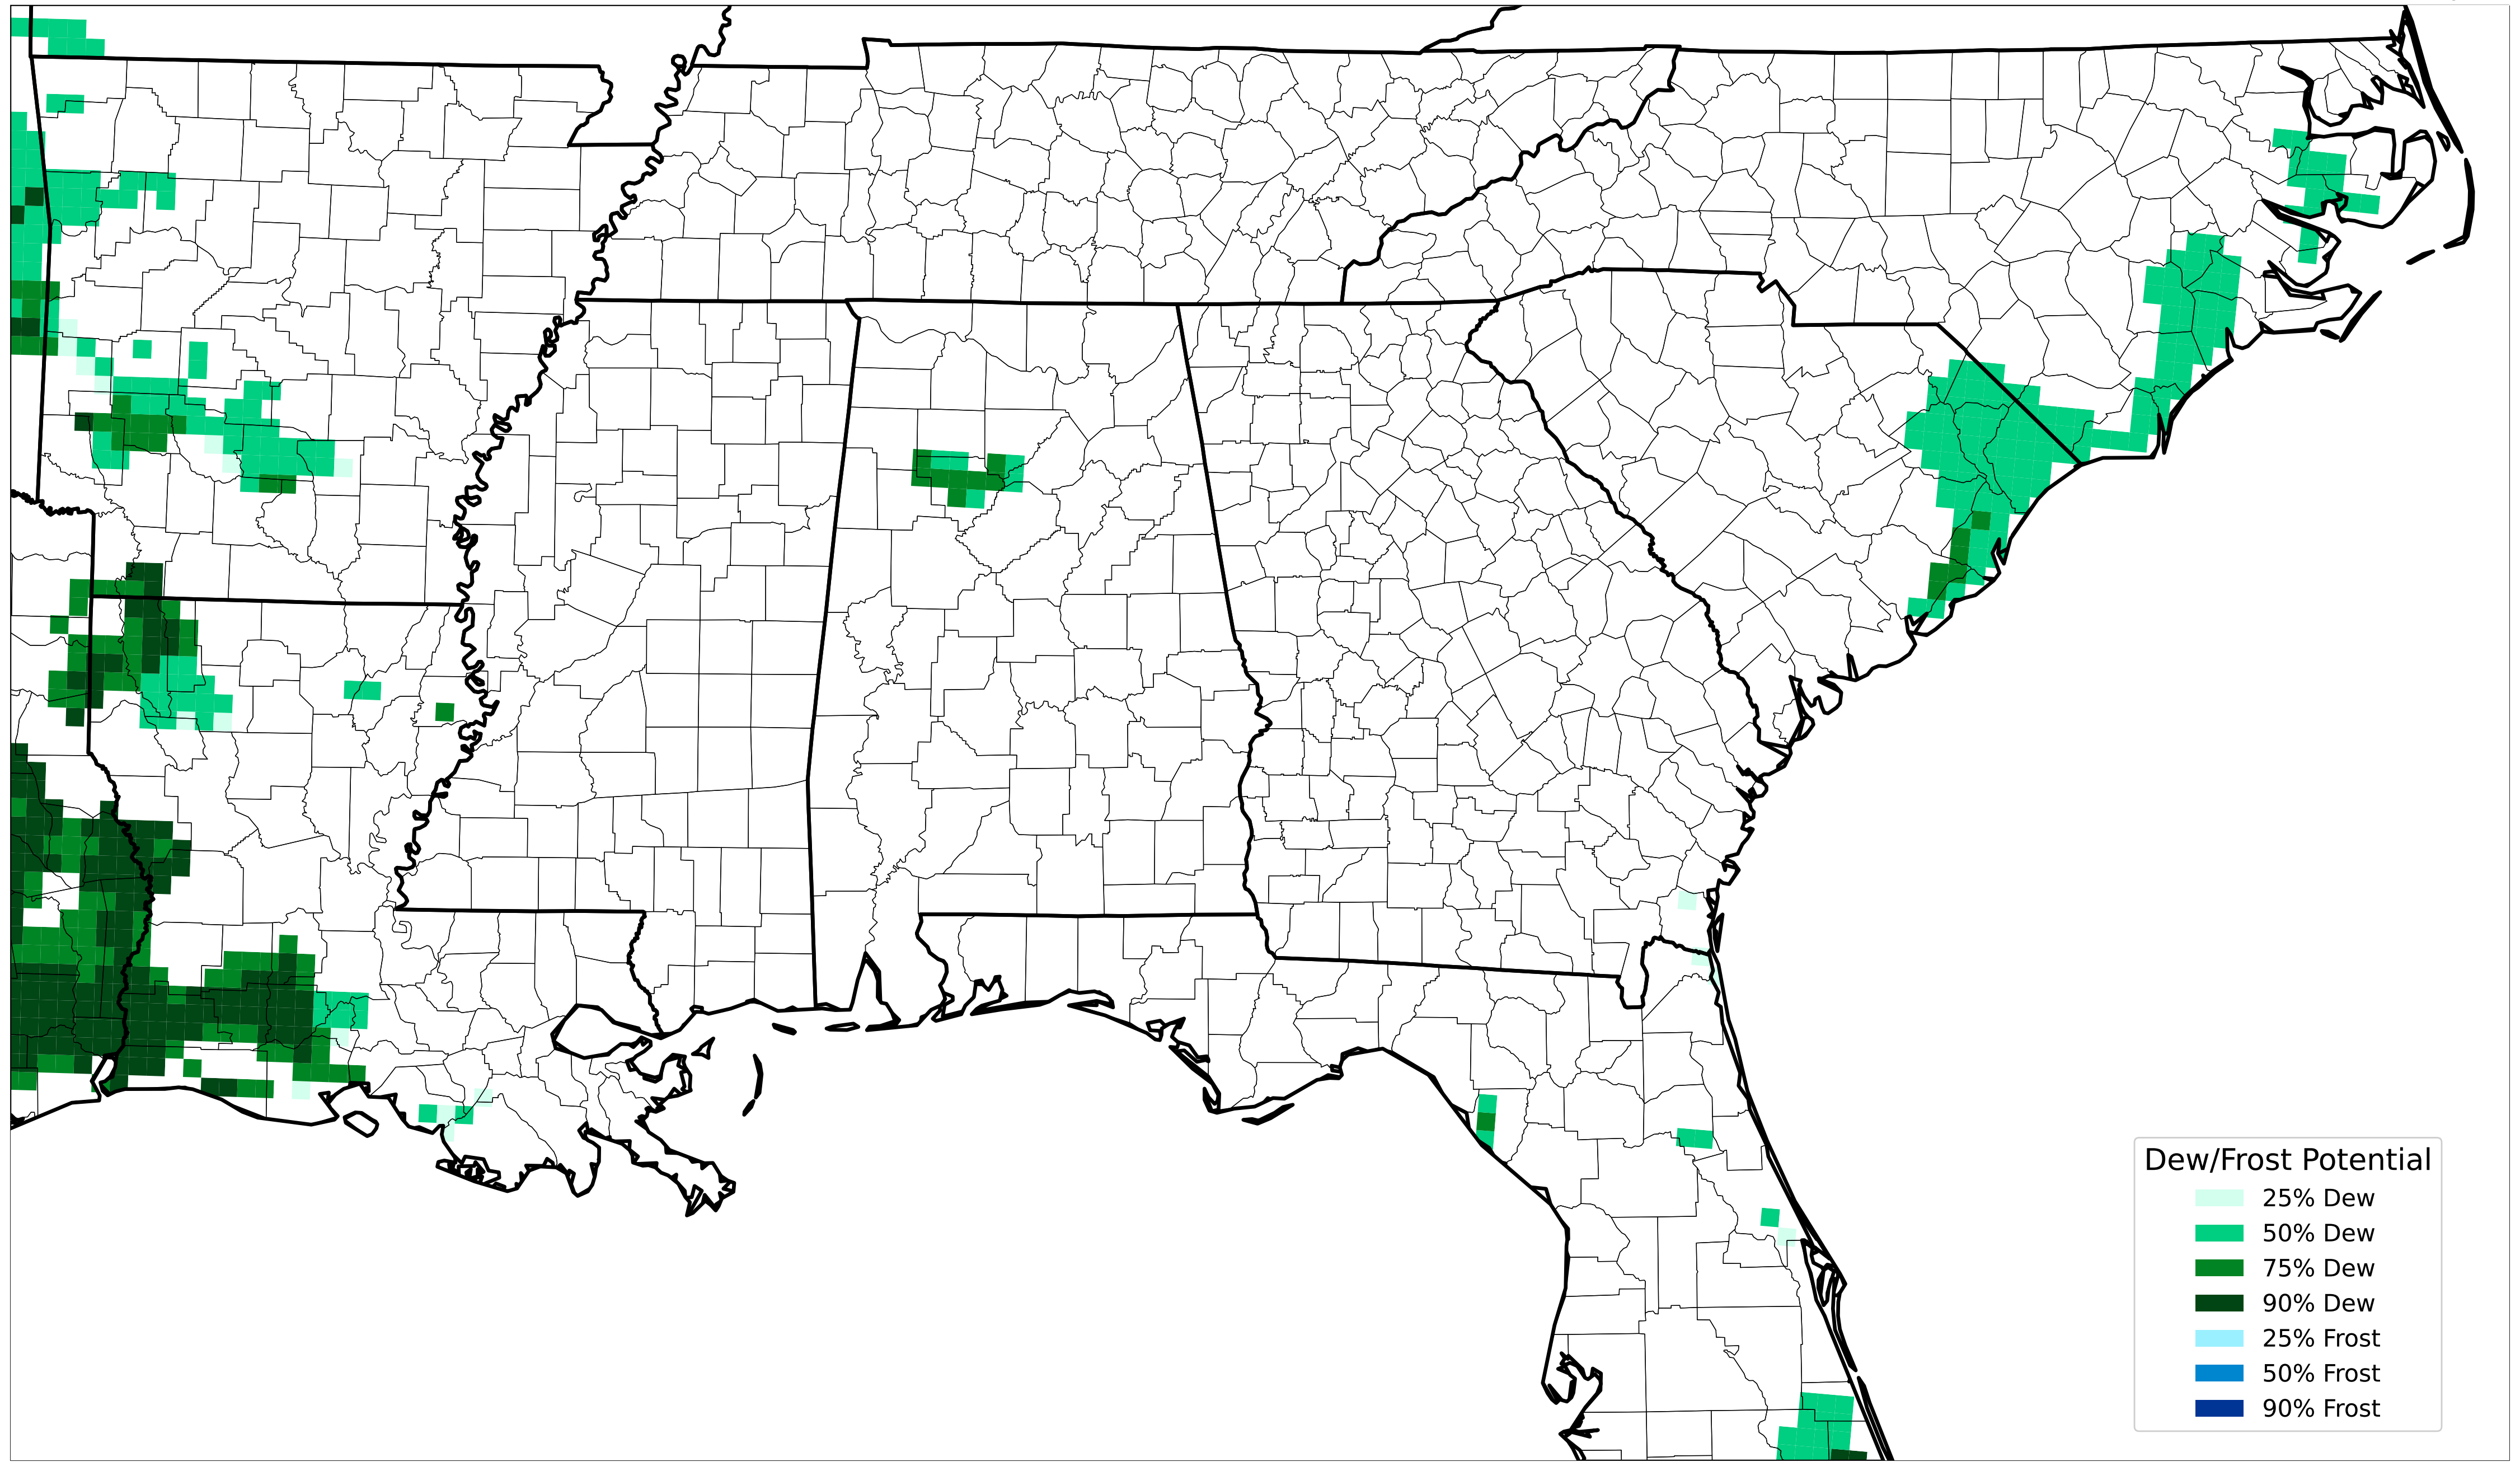 Dew/Frost Potential
25% Dew
50% Dew
75% Dew
90% Dew
25% Frost
50% Frost
90% Frost